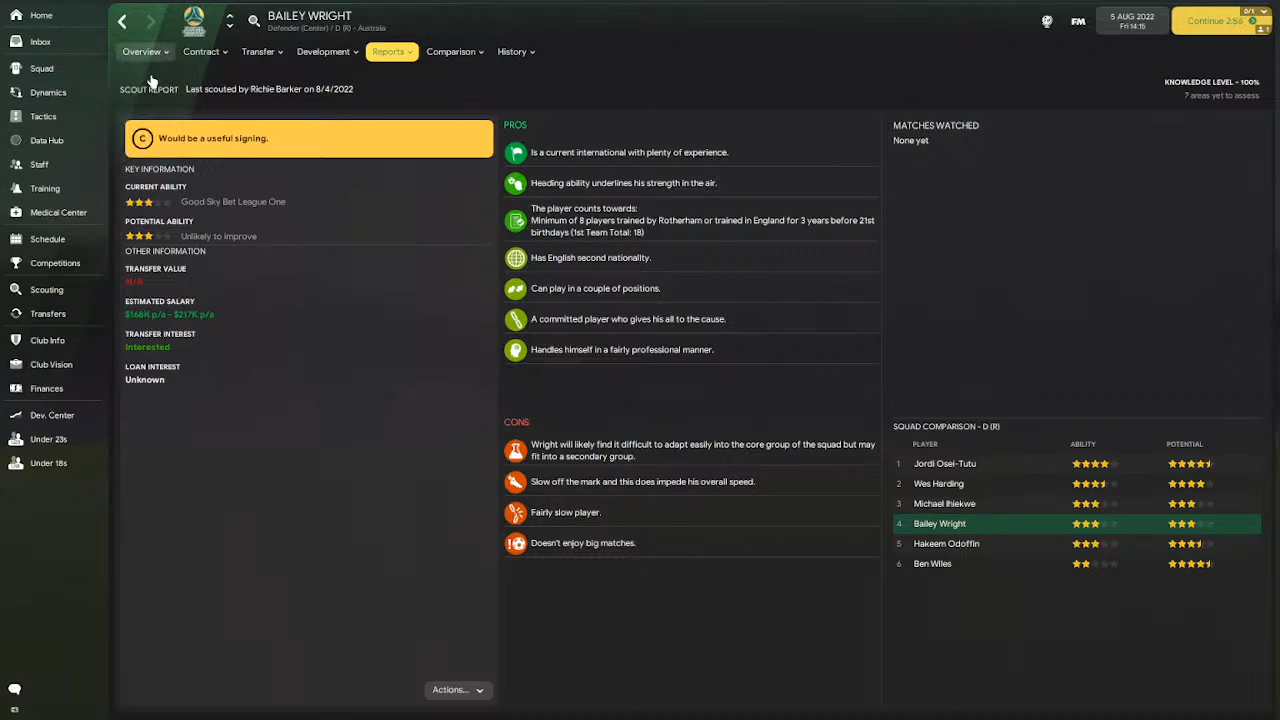 Home
Inbox
Squad
Dynamics
Tactics
Data Hub
Staff
Training
Medical Center
Schedule
Competitions
Scouting
Transfers
Club Info
Club Vision
Finances
Dev. Center
Under 23s
Under 18s
BAILEY WRIGHT
Defender (Center) / D (R) - Australia
FM
5 AUG 2022
Fri 14:15
0/1
Continue 2:56
1
Overview
Contract
Transfer
Development
Reports
Comparison
History
SCOUT REPORT
Last scouted by Richie Barker on 8/4/2022
KNOWLEDGE LEVEL - 100%
7 areas yet to assess
C Would be a useful signing.
KEY INFORMATION
CURRENT ABILITY
Good Sky Bet League One
POTENTIAL ABILITY
Unlikely to improve
OTHER INFORMATION
TRANSFER VALUE
N/A
ESTIMATED SALARY
$168K p/a - $217K p/a
TRANSFER INTEREST
Interested
LOAN INTEREST
Unknown
Actions...
PROS
Is a current international with plenty of experience.
Heading ability underlines his strength in the air.
The player counts towards:
Minimum of 8 players trained by Rotherham or trained in England for 3 years before 21st
birthdays (1st Team Total: 18)
Has English second nationality.
Can play in a couple of positions.
A committed player who gives his all to the cause.
Handles himself in a fairly professional manner.
CONS
Wright will likely find it difficult to adapt easily into the core group of the squad but may
fit into a secondary group.
Slow off the mark and this does impede his overall speed.
Fairly slow player.
Doesn't enjoy big matches.
MATCHES WATCHED
None yet
SQUAD COMPARISON - D (R)
PLAYER ABILITY POTENTIAL
1 Jordi Osei-Tutu
2 Wes Harding
3 Michael Ihiekwe
4 Bailey Wright
5 Hakeem Odoffin
6 Ben Wiles